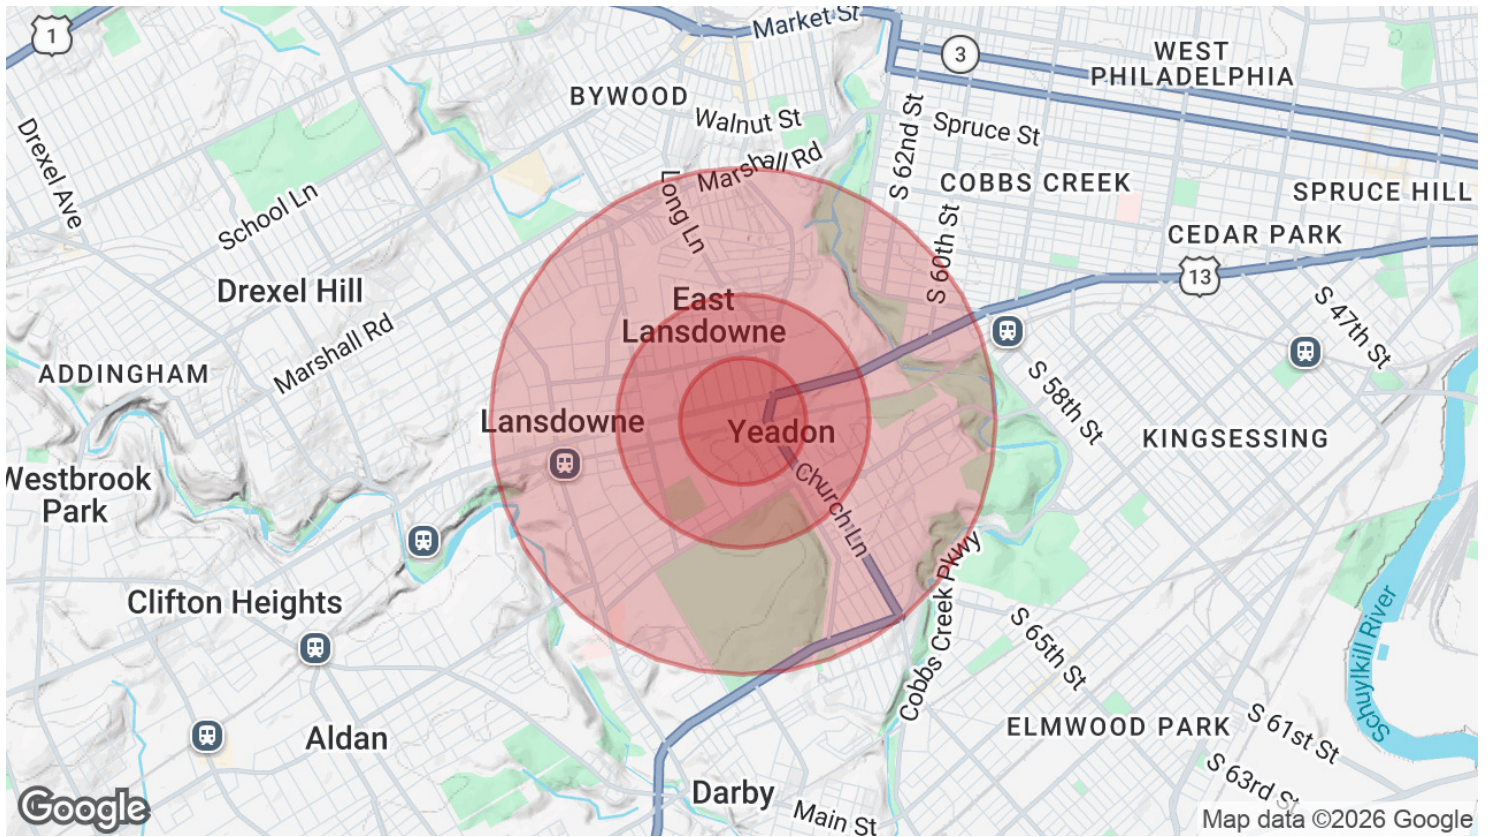 1
Market St
3
WEST
PHILADELPHIA
BYWOOD
Walnut St
Spruce St
Drexel Ave
Marshall Rd
S 62nd St
COBBS CREEK
SPRUCE HILL
School Ln
Long Ln
S 60th St
CEDAR PARK
13
Drexel Hill
East
Lansdowne
S 47th St
Marshall Rd
ADDINGHAM
S 58th St
Lansdowne
Yeadon
KINGSESSING
Westbrook
Park
Church Ln
Cobbs Creek Pkwy
Clifton Heights
S 65th St
Schuylkill River
Aldan
ELMWOOD PARK
S 61st St
S 63rd St
Darby
Main St
Google
Map data ©2026 Google